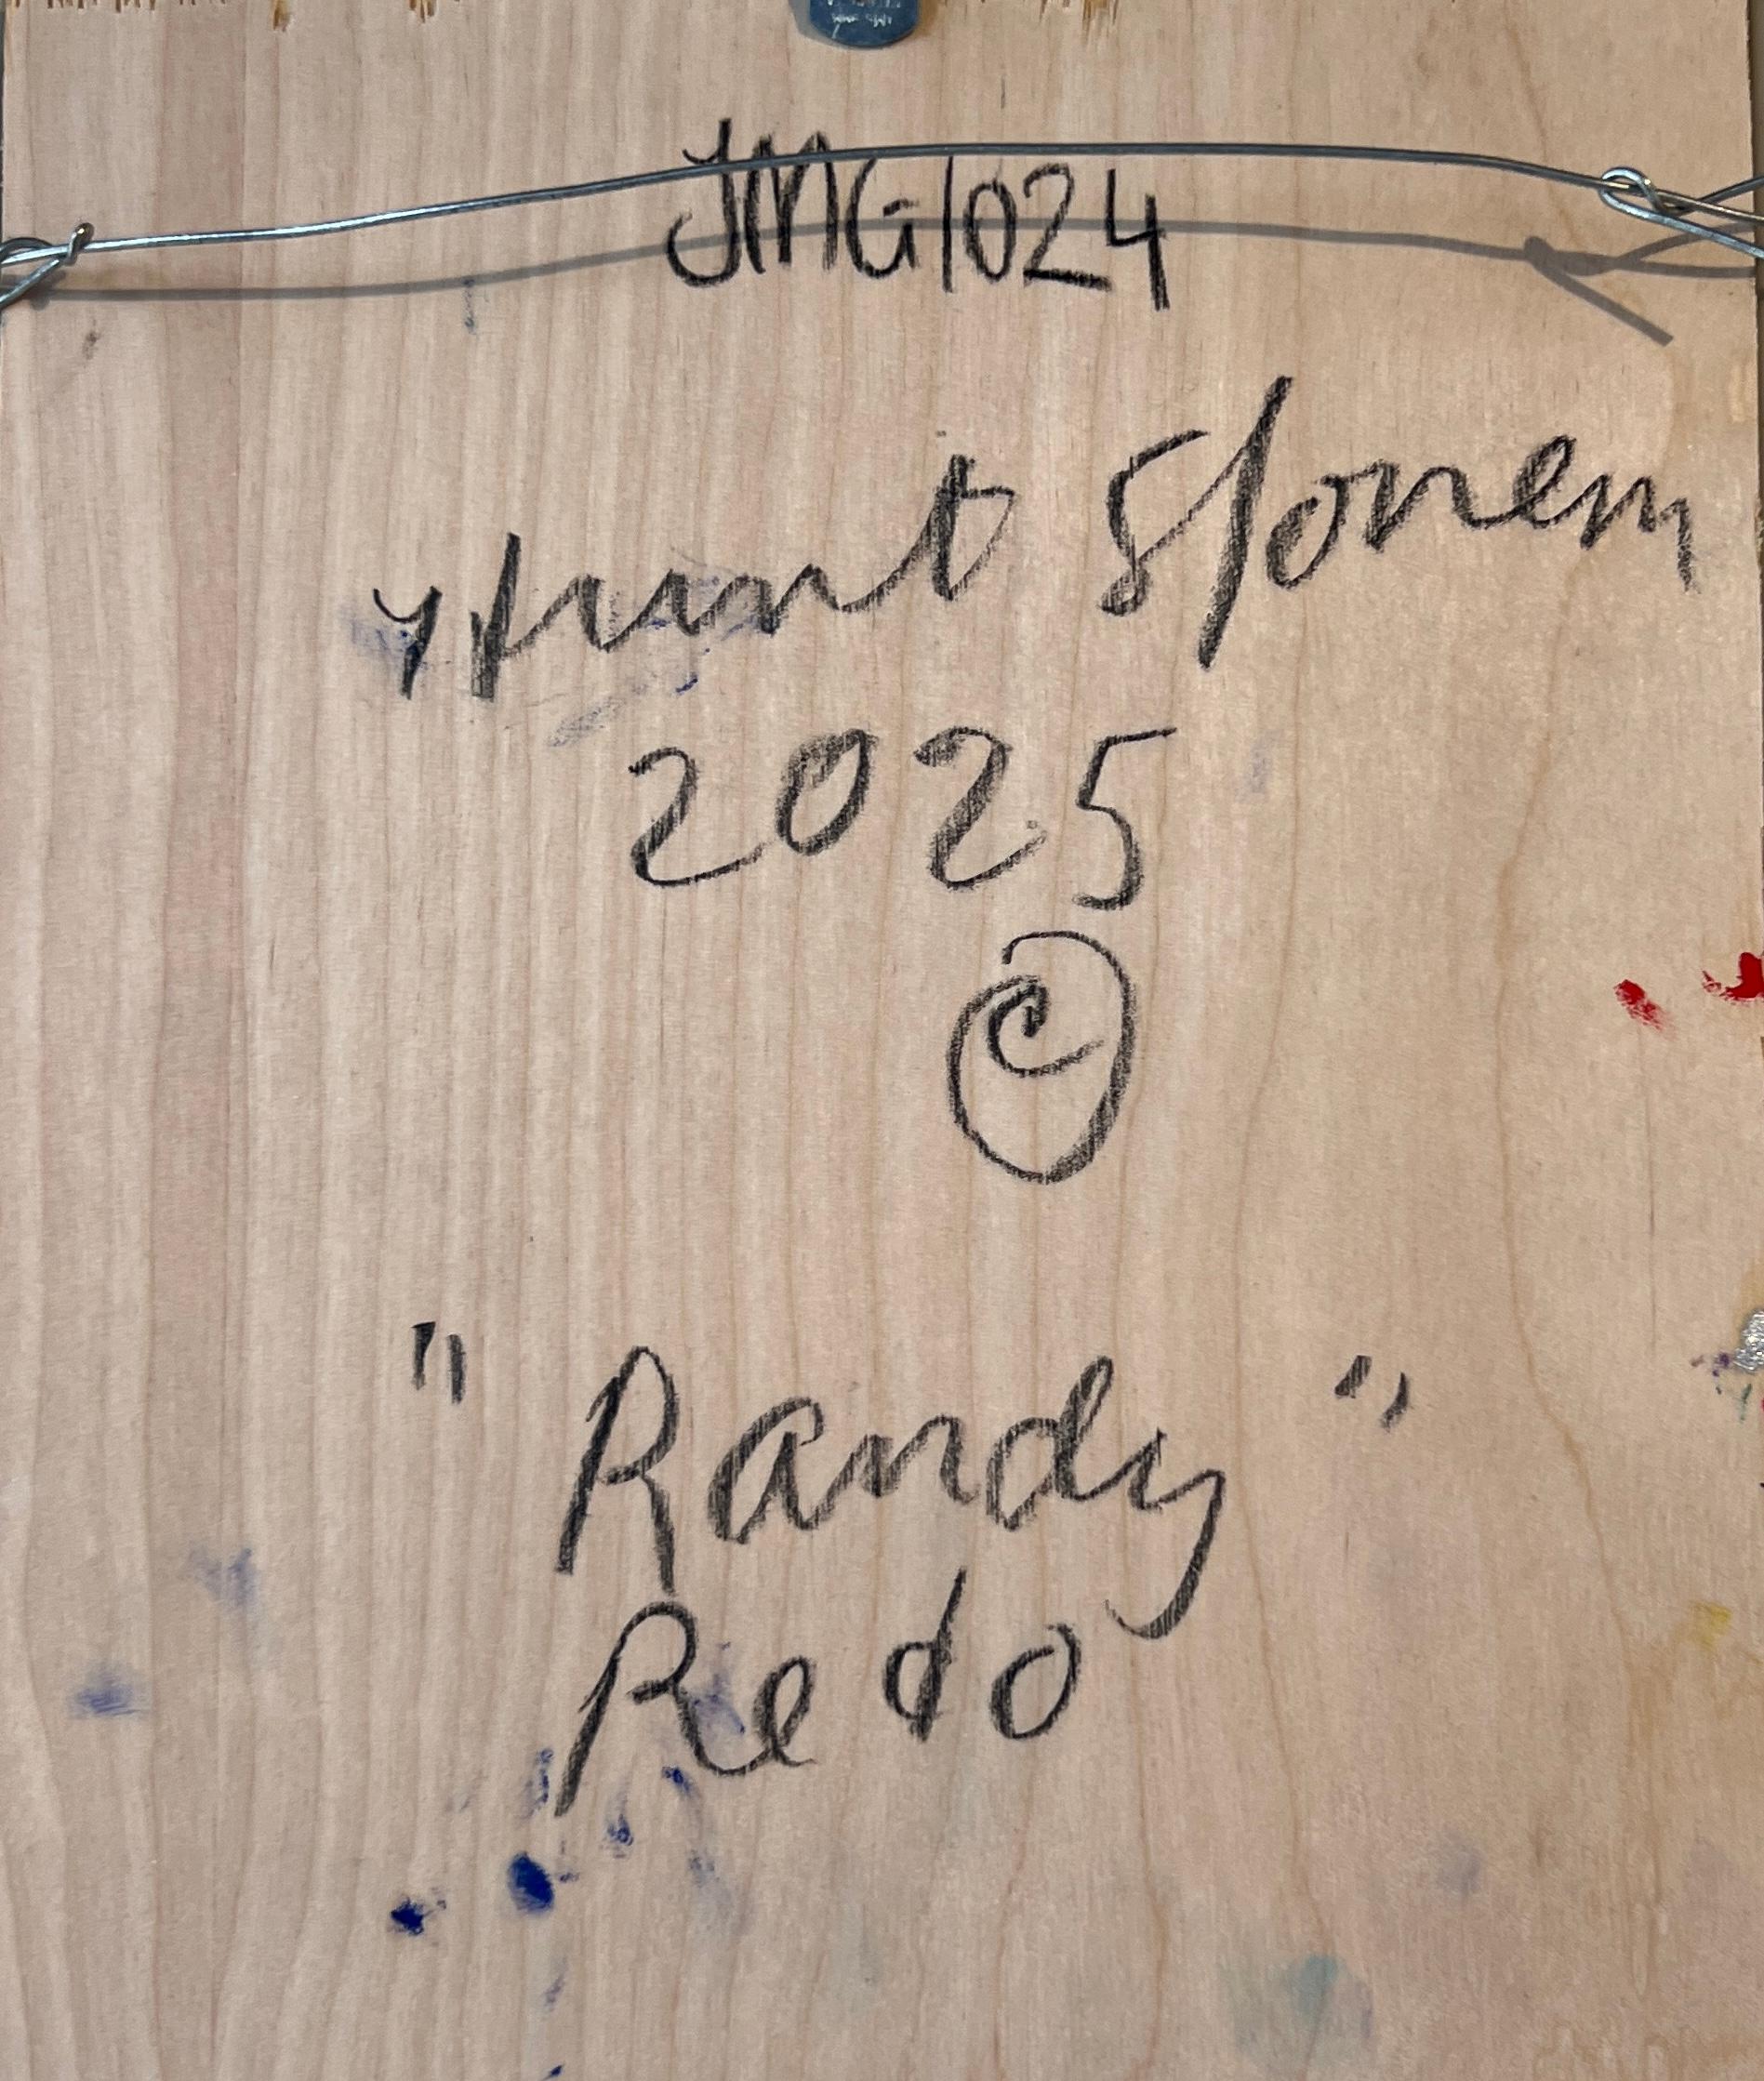 JMG1024
Hunt Slonem
2025
©
"Randy"
Redo